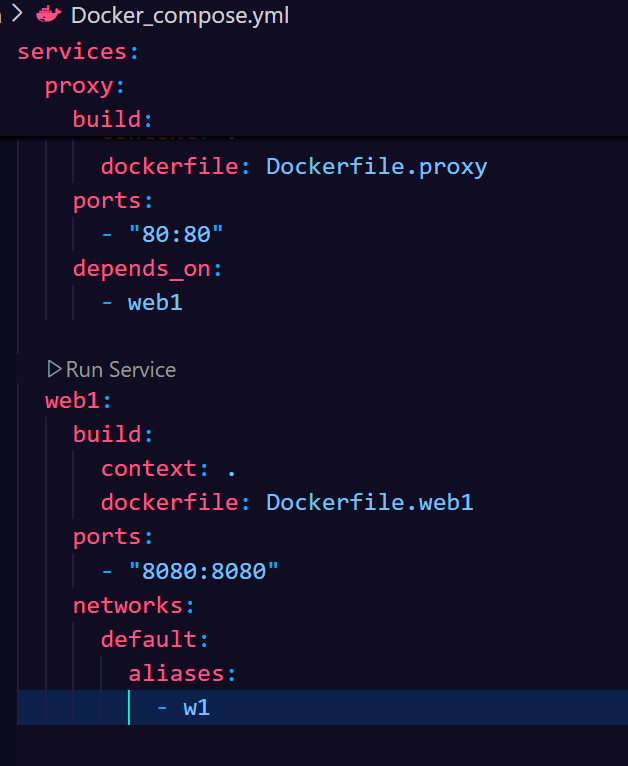 > Docker_compose.yml
services:
  proxy:
    build:
      context: .
      dockerfile: Dockerfile.proxy
    ports:
      - "80:80"
    depends_on:
      - web1
Run Service
  web1:
    build:
      context: .
      dockerfile: Dockerfile.web1
    ports:
      - "8080:8080"
    networks:
      default:
        aliases:
          - w1